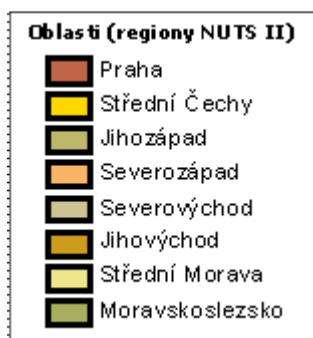 Oblasti (regiony NUTS II)
Praha
Střední Čechy
Jihozápad
Severozápad
Severovýchod
Jihovýchod
Střední Morava
Moravskoslezsko